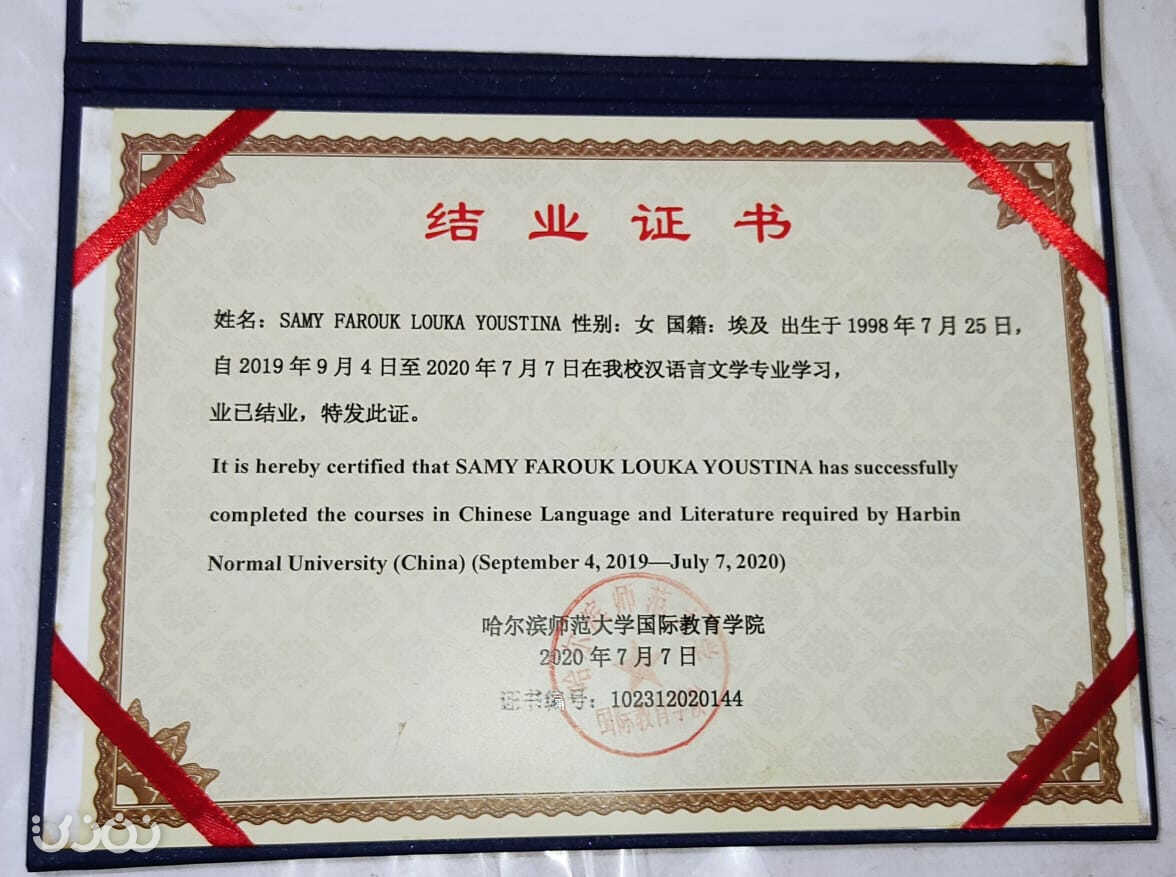 结业证书
姓名：SAMY FAROUK LOUKA YOUSTINA 性别：女 国籍：埃及 出生于 1998 年 7 月 25 日，
自 2019 年 9 月 4 日至 2020 年 7 月 7 日在我校汉语言文学专业学习，
业已结业，特发此证。
It is hereby certified that SAMY FAROUK LOUKA YOUSTINA has successfully
completed the courses in Chinese Language and Literature required by Harbin
Normal University (China) (September 4, 2019—July 7, 2020)
哈尔滨师范大学国际教育学院
2020 年 7 月 7 日
证书编号：102312020144
国际教育学院